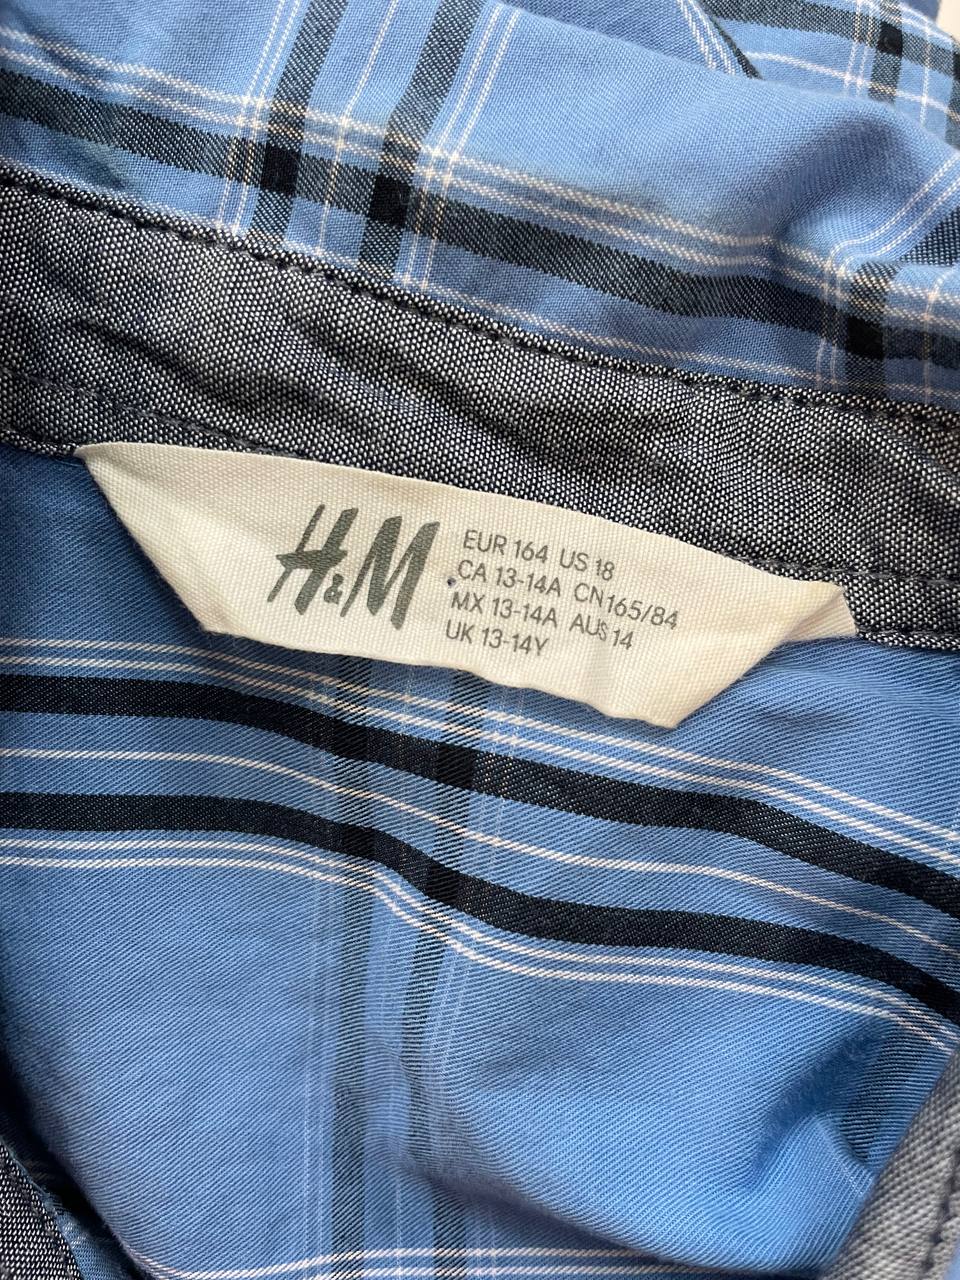 H&M
EUR 164 US 18
CA 13-14A CN165/84
MX 13-14A AUS 14
UK 13-14Y